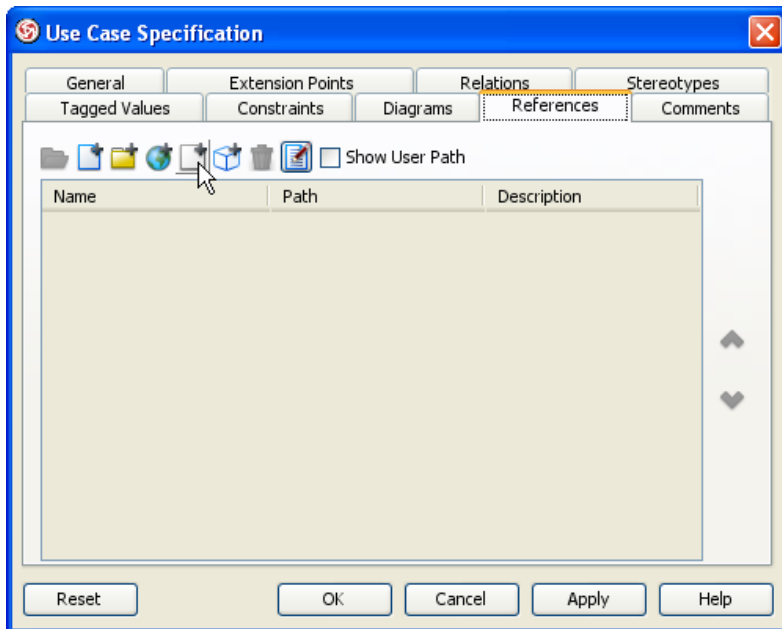 Use Case Specification
General Extension Points Relations Stereotypes
Tagged Values Constraints Diagrams References Comments
Show User Path
Name Path Description
Reset OK Cancel Apply Help